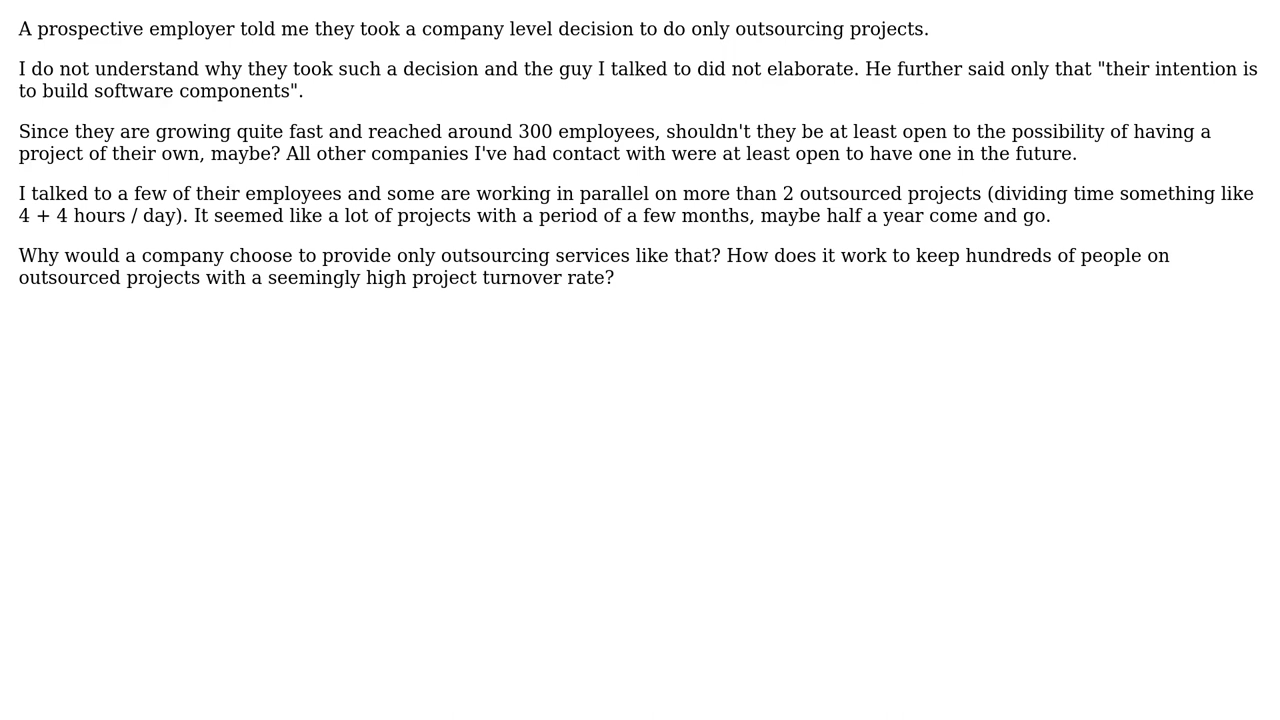 A prospective employer told me they took a company level decision to do only outsourcing projects.
I do not understand why they took such a decision and the guy I talked to did not elaborate. He further said only that "their intention is
to build software components".
Since they are growing quite fast and reached around 300 employees, shouldn't they be at least open to the possibility of having a
project of their own, maybe? All other companies I've had contact with were at least open to have one in the future.
I talked to a few of their employees and some are working in parallel on more than 2 outsourced projects (dividing time something like
4 + 4 hours / day). It seemed like a lot of projects with a period of a few months, maybe half a year come and go.
Why would a company choose to provide only outsourcing services like that? How does it work to keep hundreds of people on
outsourced projects with a seemingly high project turnover rate?